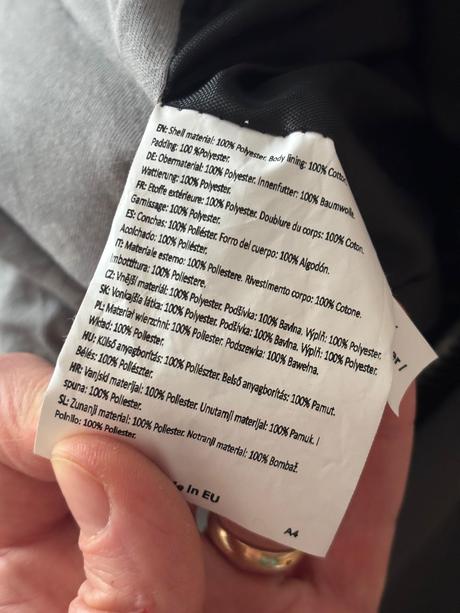 EN: Shell material: 100% Polyester. Body lining: 100% Cotton.
Padding: 100 %Polyester.
DE: Obermaterial: 100% Polyester. Innenfutter: 100% Baumwolle.
Wattierung: 100% Polyester.
FR: Etoffe extérieure: 100% Polyester. Doublure du corps: 100% Coton.
Garnissage: 100% Polyester.
ES: Conchas: 100% Poliéster. Forro del cuerpo: 100% Algodón.
Acolchado: 100% Poliéster.
IT: Materiale esterno: 100% Poliestere. Rivestimento corpo: 100% Cotone.
Imbottitura: 100% Poliestere.
CZ: Vnější materiál: 100% Polyester. Podšívka: 100% Bavlna. Výplň: 100% Polyester.
SK: Vonkajšia látka: 100% Polyester. Podšívka: 100% Bavlna. Výplň: 100% Polyester.
PL: Materiał wierzchni: 100% Poliester. Podszewka: 100% Bawełna.
Wkład: 100% Poliester.
HU: Külső anyagborítás: 100% Poliészter. Belső anyagborítás: 100% Pamut.
Belés: 100% Poliészter.
HR: Vanjski materijal: 100% Poliester. Unutarnji materijal: 100% Pamuk. I
spuna: 100% Poliester.
SL: Zunanji material: 100% Poliester. Notranji material: 100% Bombaž.
Polnilo: 100% Poliester.
in EU
A4